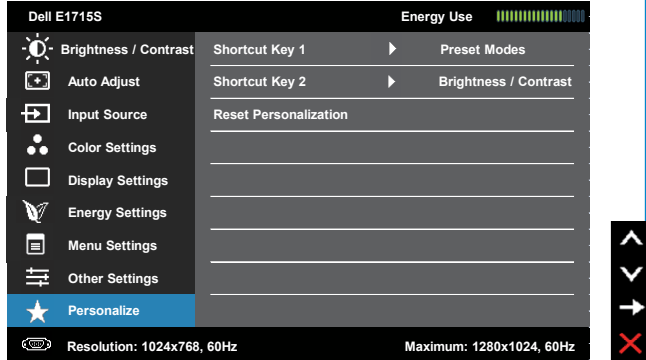 Dell E1715S Energy Use
Brightness / Contrast Shortcut Key 1 Preset Modes
Auto Adjust Shortcut Key 2 Brightness / Contrast
Input Source Reset Personalization
Color Settings
Display Settings
Energy Settings
Menu Settings
Other Settings
Personalize
Resolution: 1024x768, 60Hz Maximum: 1280x1024, 60Hz